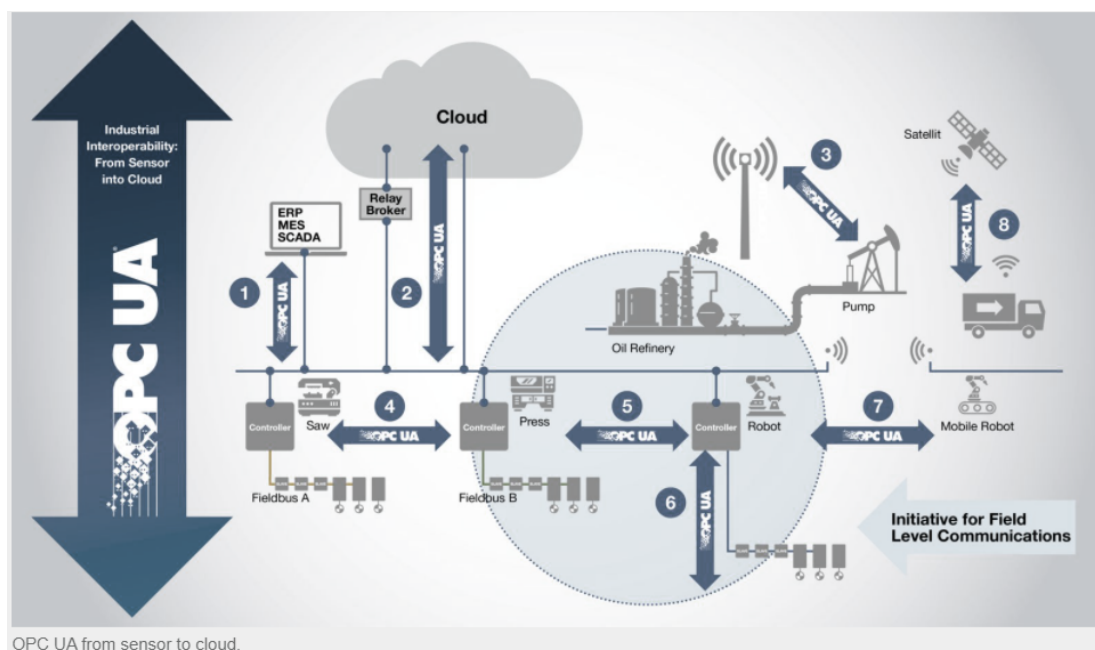 Industrial
Interoperability:
From Sensor
into Cloud
OPC UA
Cloud
Relay
Broker
ERP
MES
SCADA
1
OPC UA
2
OPC UA
3
OPC UA
Satellit
8
OPC UA
Pump
Oil Refinery
Controller
Saw
4
OPC UA
Controller
Press
5
OPC UA
Controller
Robot
7
OPC UA
Mobile Robot
Fieldbus A
Fieldbus B
6
OPC UA
Initiative for Field
Level Communications
OPC UA from sensor to cloud.